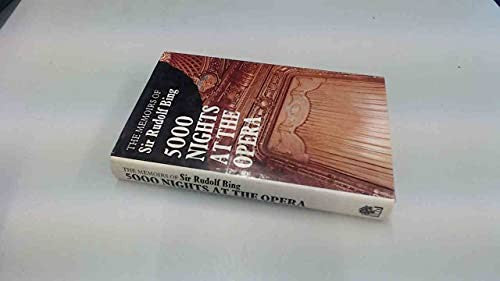 THE MEMOIRS OF
Sir Rudolf Bing
5000
NIGHTS
AT THE
OPERA
THE MEMOIRS OF Sir Rudolf Bing
5000 NIGHTS AT THE OPERA